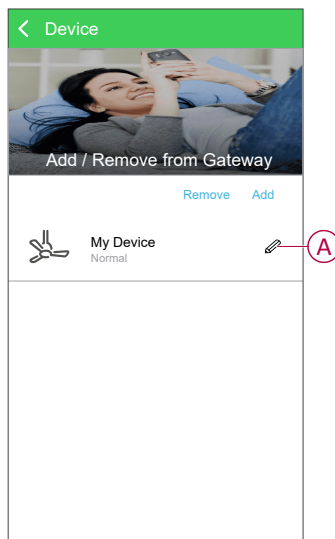 Device
Add / Remove from Gateway
Remove Add
My Device
Normal
A